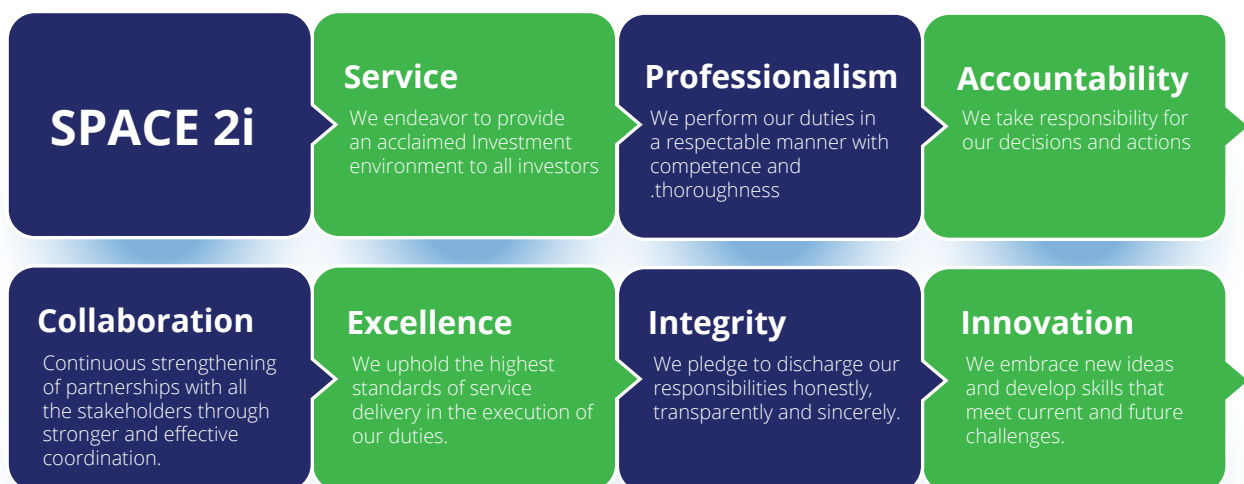 SPACE 2i
Service
We endeavor to provide
an acclaimed Investment
environment to all investors
Professionalism
We perform our duties in
a respectable manner with
competence and
.thoroughness
Accountability
We take responsibility for
our decisions and actions
Collaboration
Continuous strengthening
of partnerships with all
the stakeholders through
stronger and effective
coordination.
Excellence
We uphold the highest
standards of service
delivery in the execution of
our duties.
Integrity
We pledge to discharge our
responsibilities honestly,
transparently and sincerely.
Innovation
We embrace new ideas
and develop skills that
meet current and future
challenges.